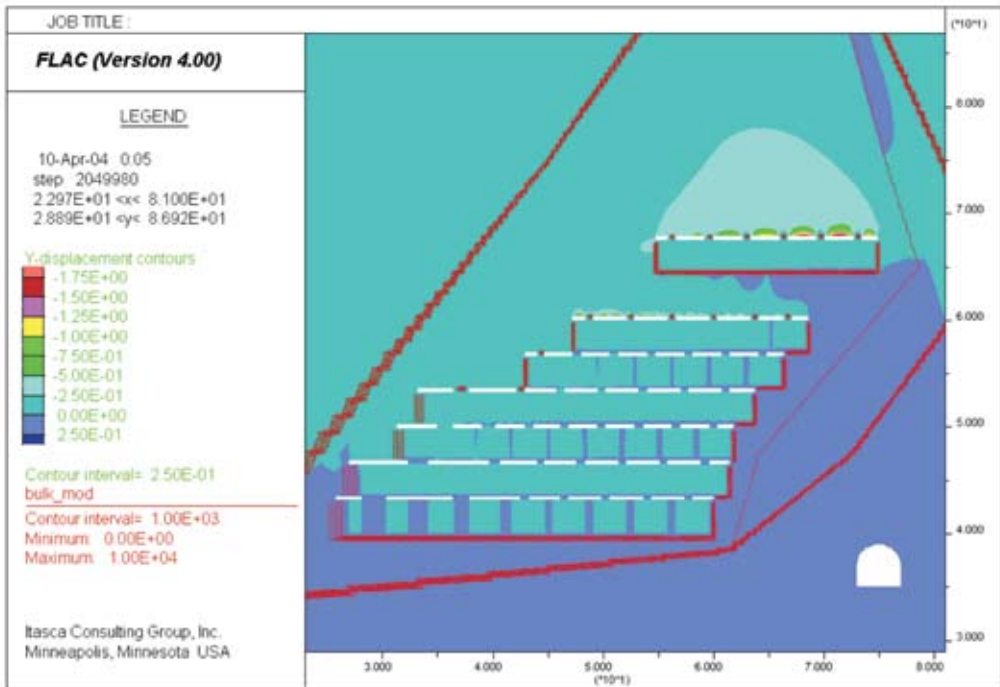 JOB TITLE :
FLAC (Version 4.00)
LEGEND
10-Apr-04 0:05
step 2049980
2.297E+01 <x< 8.100E+01
2.889E+01 <y< 8.692E+01
Y-displacement contours
-1.75E+00
-1.50E+00
-1.25E+00
-1.00E+00
-7.50E-01
-5.00E-01
-2.50E-01
0.00E+00
2.50E-01
Contour interval= 2.50E-01
bulk_mod
Contour interval= 1.00E+03
Minimum: 0.00E+00
Maximum: 1.00E+04
Itasca Consulting Group, Inc.
Minneapolis, Minnesota USA
(*10^1)
8.000
7.000
6.000
5.000
4.000
3.000
3.000 4.000 5.000 6.000 7.000 8.000
(*10^1)